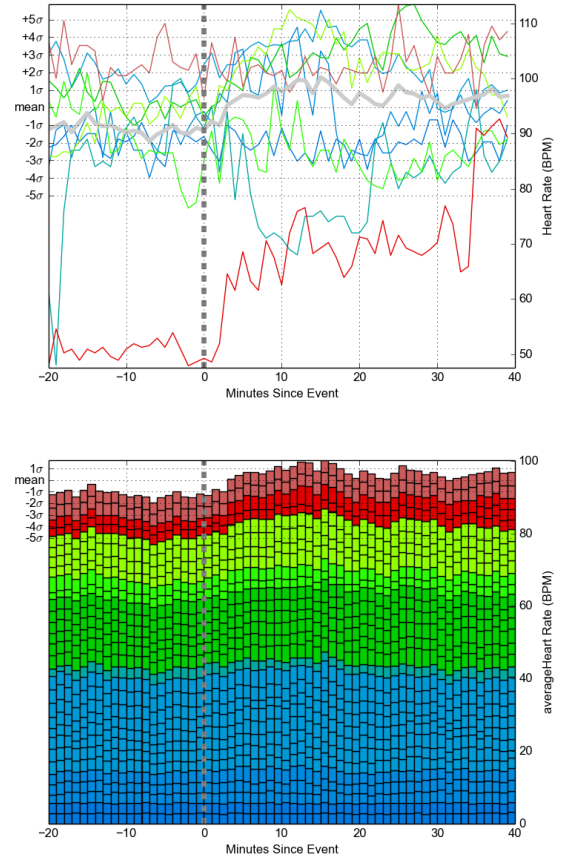 +5σ
+4σ
+3σ
+2σ
1σ
mean
-1σ
-2σ
-3σ
-4σ
-5σ
110
100
90
80
70
60
50
Heart Rate (BPM)
−20 −10 0 10 20 30 40
Minutes Since Event
1σ
mean
-1σ
-2σ
-3σ
-4σ
-5σ
100
80
60
40
20
0
averageHeart Rate (BPM)
−20 −10 0 10 20 30 40
Minutes Since Event